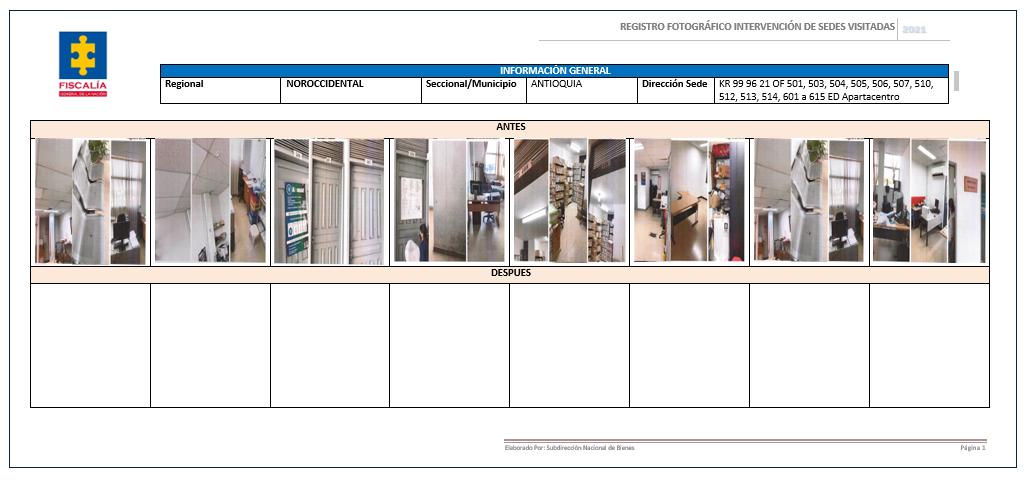 REGISTRO FOTOGRÁFICO INTERVENCIÓN DE SEDES VISITADAS 2021
FISCALÍA
GENERAL DE LA NACIÓN
INFORMACIÓN GENERAL
Regional NOROCCIDENTAL Seccional/Municipio ANTIOQUIA Dirección Sede KR 99 96 21 OF 501, 503, 504, 505, 506, 507, 510,
512, 513, 514, 601 a 615 ED Apartacentro
ANTES
DESPUES
Elaborado Por: Subdirección Nacional de Bienes Página 1